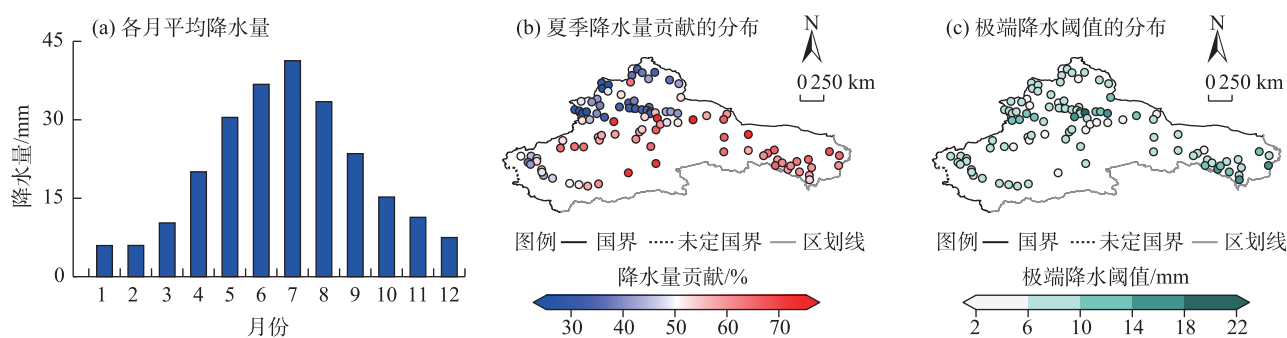 (a) 各月平均降水量
45
30
15
0
降水量/mm
1 2 3 4 5 6 7 8 9 10 11 12
月份
(b) 夏季降水量贡献的分布
N
0 250 km
图例 国界 未定国界 区划线
降水量贡献/%
30 40 50 60 70
(c) 极端降水阈值的分布
N
0 250 km
图例 国界 未定国界 区划线
极端降水阈值/mm
2 6 10 14 18 22